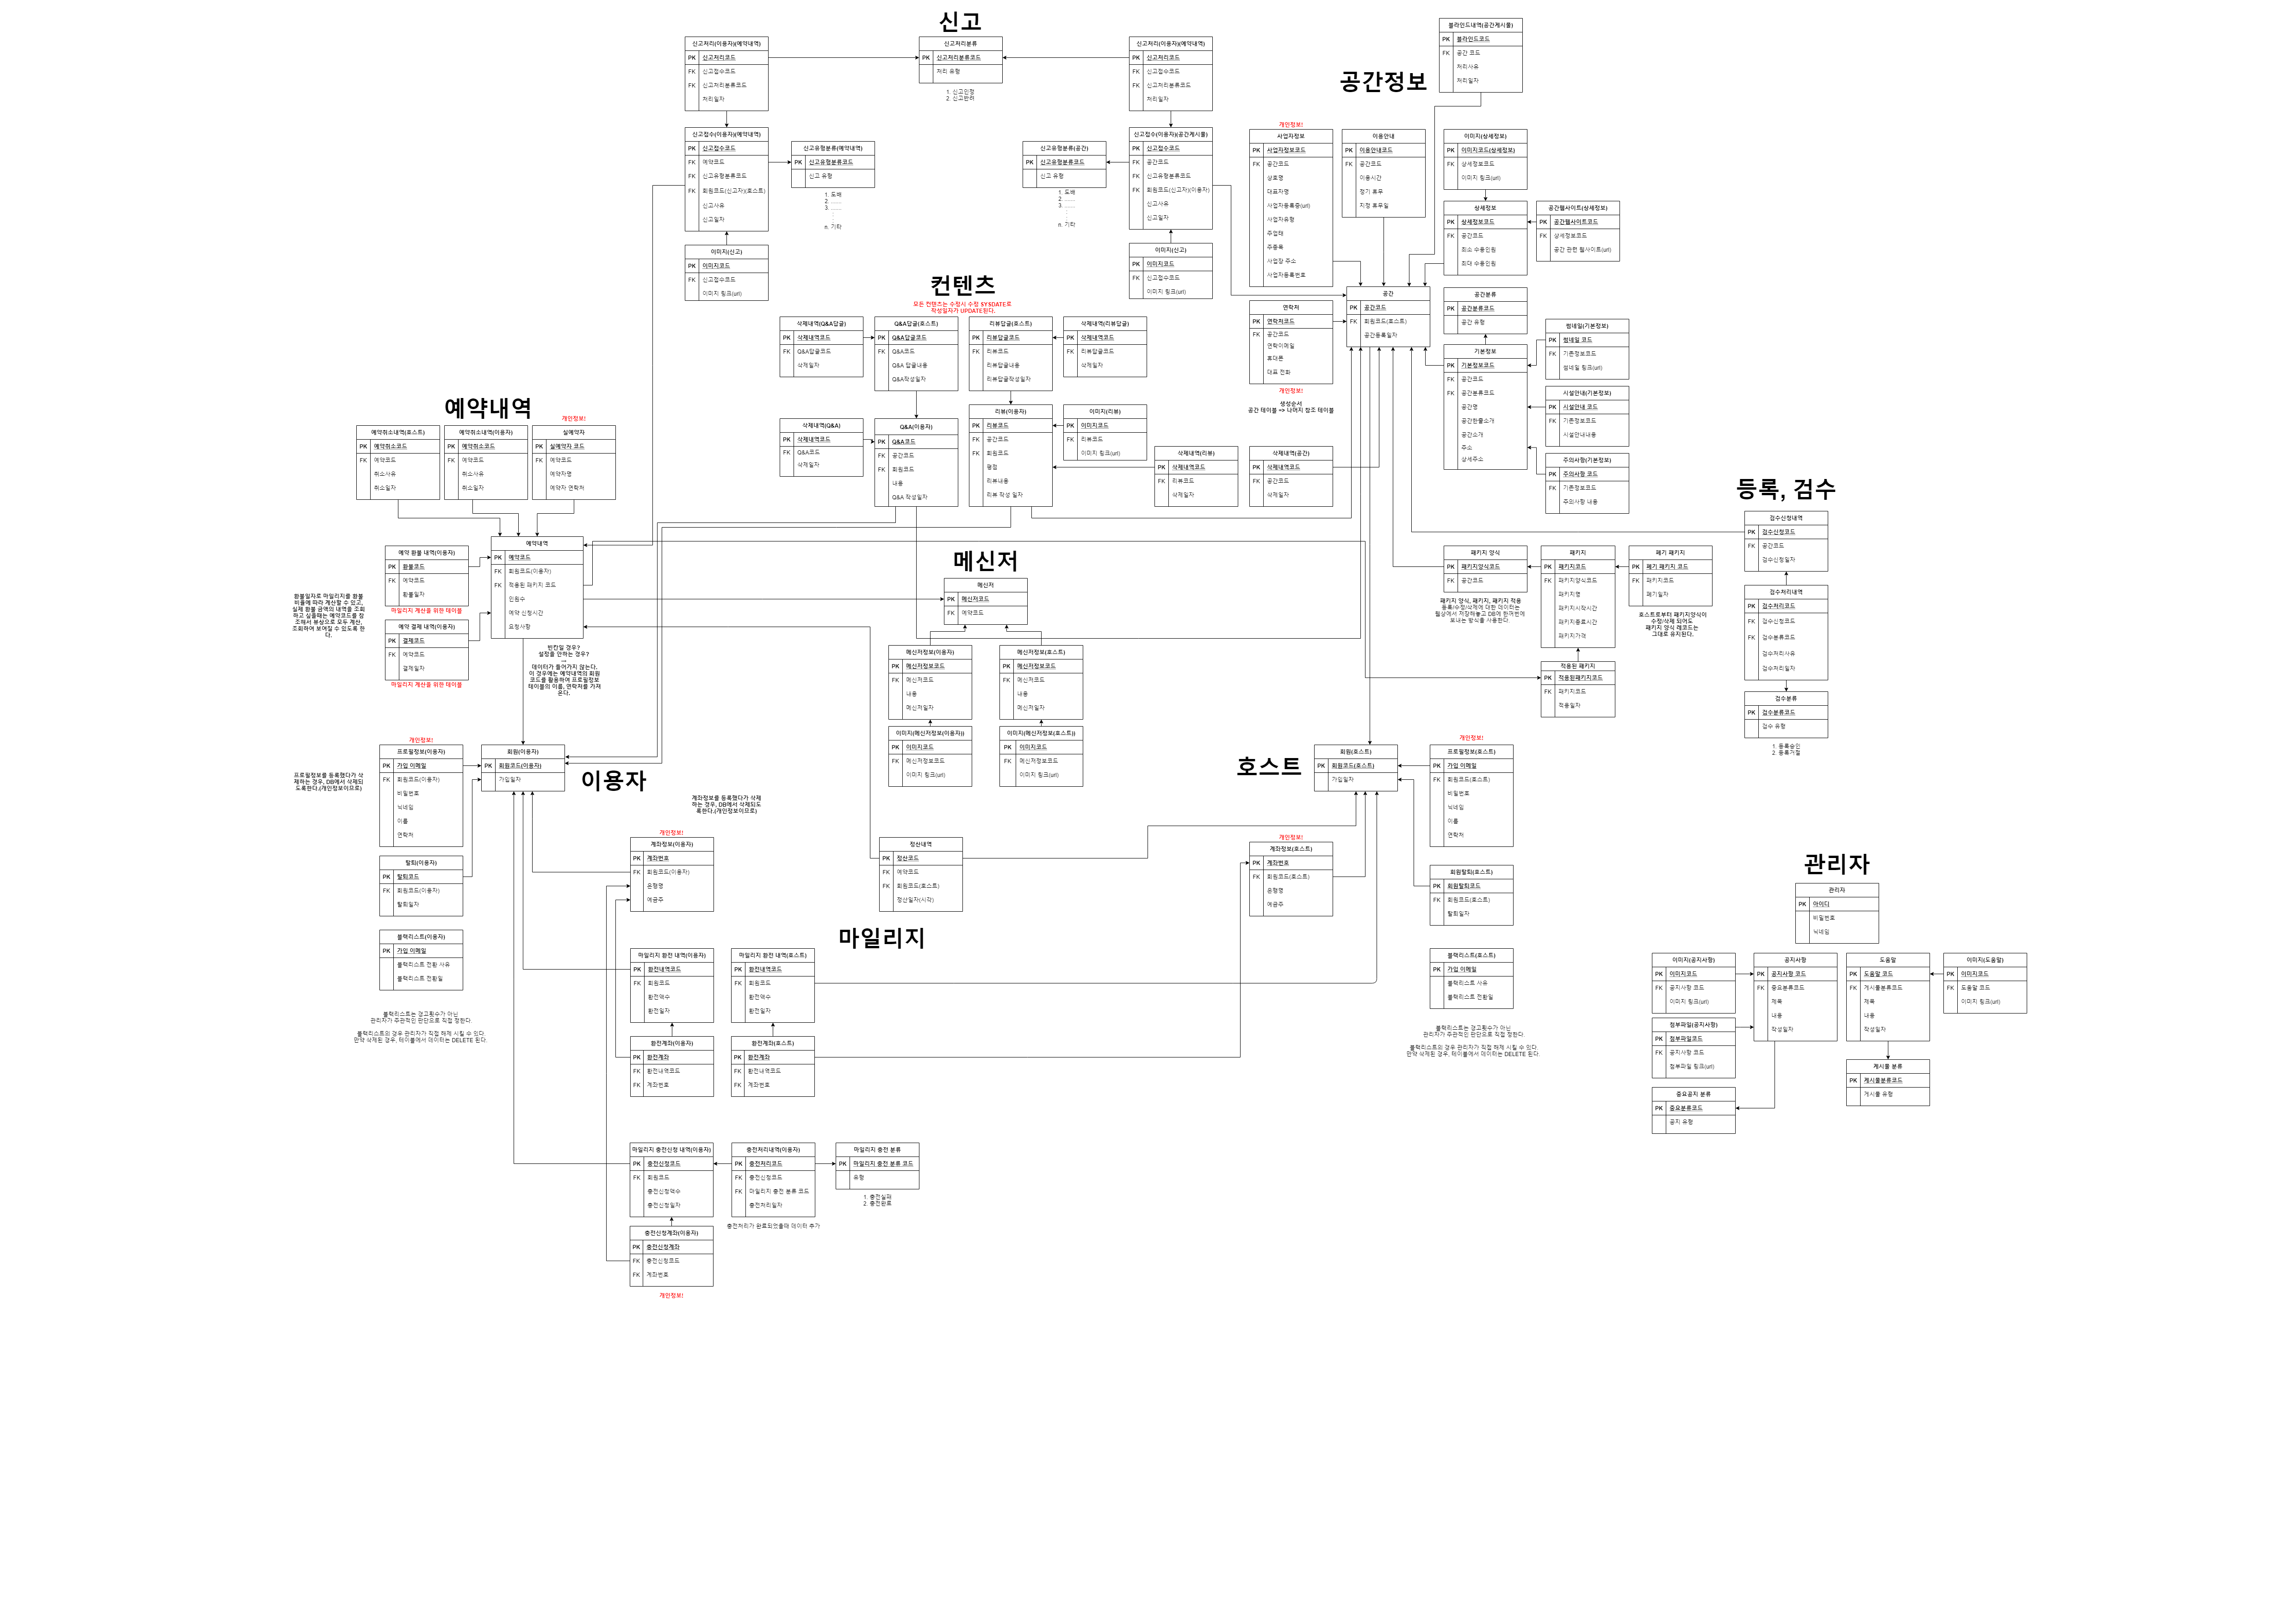 신고
신고처리(이용자)(예약내역)
PK 신고처리코드
FK 신고접수코드
FK 신고처리분류코드
처리일자
신고처리분류
PK 신고처리분류코드
처리 유형
1. 신고인정
2. 신고반려
신고처리(이용자)(예약내역)
PK 신고처리코드
FK 신고접수코드
FK 신고처리분류코드
처리일자
신고접수(이용자)(예약내역)
PK 신고접수코드
FK 예약코드
FK 신고유형분류코드
FK 회원코드(신고자)(호스트)
신고사유
신고일자
신고유형분류(예약내역)
PK 신고유형분류코드
신고 유형
1. 도배
2. ......
3. ......
:
:
n. 기타
신고유형분류(공간)
PK 신고유형분류코드
신고 유형
1. 도배
2. ......
3. ......
:
:
n. 기타
신고접수(이용자)(공간게시물)
PK 신고접수코드
FK 공간코드
FK 신고유형분류코드
FK 회원코드(신고자)(이용자)
신고사유
신고일자
이미지(신고)
PK 이미지코드
FK 신고접수코드
이미지 링크(url)
이미지(신고)
PK 이미지코드
FK 신고접수코드
이미지 링크(url)
공간정보
블라인드내역(공간게시물)
PK 블라인드코드
FK 공간 코드
처리사유
처리일자
개인정보!
사업자정보
PK 사업자정보코드
FK 공간코드
상호명
대표자명
사업자등록증(url)
사업자유형
주업태
주종목
사업장 주소
사업자등록번호
이용안내
PK 이용안내코드
FK 공간코드
이용시간
정기 휴무
지정 휴무일
이미지(상세정보)
PK 이미지코드(상세정보)
FK 상세정보코드
이미지 링크(url)
상세정보
PK 상세정보코드
FK 공간코드
최소 수용인원
최대 수용인원
공간웹사이트(상세정보)
PK 공간웹사이트코드
FK 상세정보코드
공간 관련 웹사이트(url)
공간
PK 공간코드
FK 회원코드(호스트)
공간등록일자
연락처
PK 연락처코드
FK 공간코드
연락이메일
휴대폰
대표 전화
개인정보!
생성순서
공간 테이블 => 나머지 참조 테이블
공간분류
PK 공간분류코드
공간 유형
기본정보
PK 기본정보코드
FK 공간코드
FK 공간분류코드
공간명
공간한줄소개
공간소개
주소
상세주소
썸네일(기본정보)
PK 썸네일 코드
FK 기존정보코드
썸네일 링크(url)
시설안내(기본정보)
PK 시설안내 코드
FK 기존정보코드
시설안내내용
주의사항(기본정보)
PK 주의사항 코드
FK 기존정보코드
주의사항 내용
컨텐츠
모든 컨텐츠는 수정시 수정 SYSDATE로
작성일자가 UPDATE된다.
삭제내역(Q&A답글)
PK 삭제내역코드
FK Q&A답글코드
삭제일자
Q&A답글(호스트)
PK Q&A답글코드
FK Q&A코드
Q&A 답글내용
Q&A작성일자
리뷰답글(호스트)
PK 리뷰답글코드
FK 리뷰코드
리뷰답글내용
리뷰답글작성일자
삭제내역(리뷰답글)
PK 삭제내역코드
FK 리뷰답글코드
삭제일자
삭제내역(Q&A)
PK 삭제내역코드
FK Q&A코드
삭제일자
Q&A(이용자)
PK Q&A코드
FK 공간코드
FK 회원코드
내용
Q&A 작성일자
리뷰(이용자)
PK 리뷰코드
FK 공간코드
FK 회원코드
평점
리뷰내용
리뷰 작성 일자
이미지(리뷰)
PK 이미지코드
FK 리뷰코드
이미지 링크(url)
삭제내역(리뷰)
PK 삭제내역코드
FK 리뷰코드
삭제일자
삭제내역(공간)
PK 삭제내역코드
FK 공간코드
삭제일자
예약내역
개인정보!
예약취소내역(호스트)
PK 예약취소코드
FK 예약코드
취소사유
취소일자
예약취소내역(이용자)
PK 예약취소코드
FK 예약코드
취소사유
취소일자
실예약자
PK 실예약자 코드
FK 예약코드
예약자명
예약자 연락처
예약 환불 내역(이용자)
PK 환불코드
FK 예약코드
환불일자
마일리지 계산을 위한 테이블
환불일자로 마일리지를 환불
비율에 따라 계산할 수 있고,
실제 환불 금액의 내역을 조회
하고 싶을때는 예약코드를 참
조해서 뷰상으로 모두 계산,
조회하여 보여질 수 있도록 한
다.
예약 결제 내역(이용자)
PK 결제코드
FK 예약코드
결제일자
마일리지 계산을 위한 테이블
예약내역
PK 예약코드
FK 회원코드(이용자)
FK 적용된 패키지 코드
인원수
예약 신청시간
요청사항
빈칸일 경우?
설정을 안하는 경우?
→
데이터가 들어가지 않는다.
이 경우에는 예약내역의 회원
코드를 활용하여 프로필정보
테이블의 이름, 연락처를 가져
온다.
메신저
메신저
PK 메신저코드
FK 예약코드
메신저정보(이용자)
PK 메신저정보코드
FK 메신저코드
내용
메신저일자
메신저정보(호스트)
PK 메신저정보코드
FK 메신저코드
내용
메신저일자
이미지(메신저정보(이용자))
PK 이미지코드
FK 메신저정보코드
이미지 링크(url)
이미지(메신저정보(호스트))
PK 이미지코드
FK 메신저정보코드
이미지 링크(url)
패키지 양식
PK 패키지양식코드
FK 공간코드
패키지 양식, 패키지, 패키지 적용
등록/수정/삭제에 대한 데이터는
웹상에서 저장해놓고 DB에 한꺼번에
보내는 방식을 사용한다.
패키지
PK 패키지코드
FK 패키지양식코드
패키지명
패키지시작시간
패키지종료시간
패키지가격
폐기 패키지
PK 폐기 패키지 코드
FK 패키지코드
폐기일자
호스트로부터 패키지양식이
수정/삭제 되어도
패키지 양식 레코드는
그대로 유지된다.
적용된 패키지
PK 적용된패키지코드
FK 패키지코드
적용일자
등록, 검수
검수신청내역
PK 검수신청코드
FK 공간코드
검수신청일자
검수처리내역
PK 검수처리코드
FK 검수신청코드
FK 검수분류코드
검수처리사유
검수처리일자
검수분류
PK 검수분류코드
검수 유형
1. 등록승인
2. 등록거절
개인정보!
프로필정보(이용자)
PK 가입 이메일
FK 회원코드(이용자)
비밀번호
닉네임
이름
연락처
프로필정보를 등록했다가 삭
제하는 경우, DB에서 삭제되
도록한다.(개인정보이므로)
회원(이용자)
PK 회원코드(이용자)
가입일자
이용자
계좌정보를 등록했다가 삭제
하는 경우, DB에서 삭제되도
록한다.(개인정보이므로)
탈퇴(이용자)
PK 탈퇴코드
FK 회원코드(이용자)
탈퇴일자
블랙리스트(이용자)
PK 가입 이메일
블랙리스트 전환 사유
블랙리스트 전환일
블랙리스트는 경고횟수가 아닌
관리자가 주관적인 판단으로 직접 정한다.
블랙리스트의 경우 관리자가 직접 해제 시킬 수 있다.
만약 삭제된 경우, 테이블에서 데이터는 DELETE 된다.
개인정보!
계좌정보(이용자)
PK 계좌번호
FK 회원코드(이용자)
은행명
예금주
정산내역
PK 정산코드
FK 예약코드
FK 회원코드(호스트)
정산일자(시각)
호스트
회원(호스트)
PK 회원코드(호스트)
가입일자
개인정보!
프로필정보(호스트)
PK 가입 이메일
FK 회원코드(호스트)
비밀번호
닉네임
이름
연락처
개인정보!
계좌정보(호스트)
PK 계좌번호
FK 회원코드(호스트)
은행명
예금주
회원탈퇴(호스트)
PK 회원탈퇴코드
FK 회원코드(호스트)
탈퇴일자
블랙리스트(호스트)
PK 가입 이메일
블랙리스트 사유
블랙리스트 전환일
블랙리스트는 경고횟수가 아닌
관리자가 주관적인 판단으로 직접 정한다.
블랙리스트의 경우 관리자가 직접 해제 시킬 수 있다.
만약 삭제된 경우, 테이블에서 데이터는 DELETE 된다.
마일리지
마일리지 환전 내역(이용자)
PK 환전내역코드
FK 회원코드
환전액수
환전일자
마일리지 환전 내역(호스트)
PK 환전내역코드
FK 회원코드
환전액수
환전일자
환전계좌(이용자)
PK 환전계좌
FK 환전내역코드
FK 계좌번호
환전계좌(호스트)
PK 환전계좌
FK 환전내역코드
FK 계좌번호
마일리지 충전신청 내역(이용자)
PK 충전신청코드
FK 회원코드
충전신청액수
충전신청일자
충전처리내역(이용자)
PK 충전처리코드
FK 충전신청코드
FK 마일리지 충전 분류 코드
충전처리일자
충전처리가 완료되었을때 데이터 추가
마일리지 충전 분류
PK 마일리지 충전 분류 코드
유형
1. 충전실패
2. 충전완료
충전신청계좌(이용자)
PK 충전신청계좌
FK 충전신청코드
FK 계좌번호
개인정보!
관리자
관리자
PK 아이디
비밀번호
닉네임
이미지(공지사항)
PK 이미지코드
FK 공지사항 코드
이미지 링크(url)
공지사항
PK 공지사항 코드
FK 중요분류코드
제목
내용
작성일자
도움말
PK 도움말 코드
FK 게시물분류코드
제목
내용
작성일자
이미지(도움말)
PK 이미지코드
FK 도움말 코드
이미지 링크(url)
첨부파일(공지사항)
PK 첨부파일코드
FK 공지사항 코드
첨부파일 링크(url)
게시물 분류
PK 게시물분류코드
게시물 유형
중요공지 분류
PK 중요분류코드
공지 유형